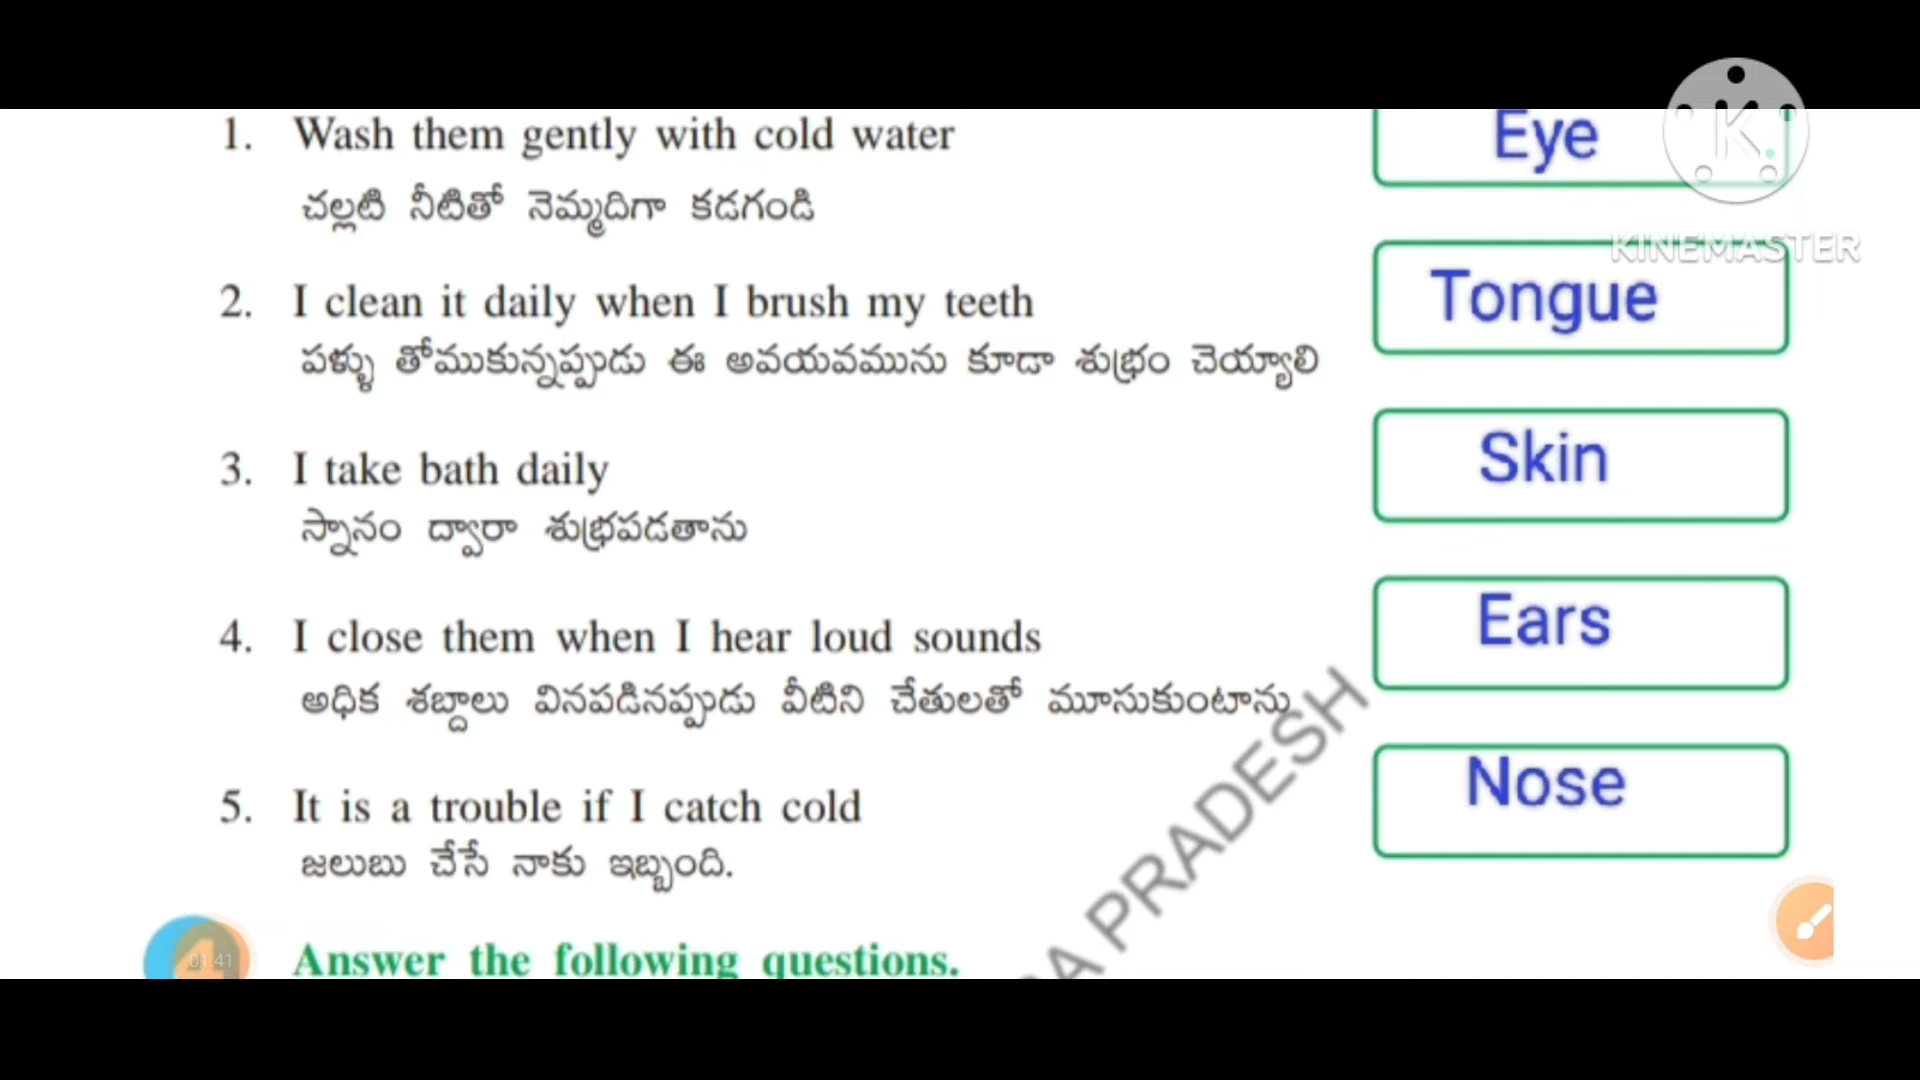 1. Wash them gently with cold water
Eye
చల్లటి నీటితో నెమ్మదిగా కడగండి
K
KINEMASTER
2. I clean it daily when I brush my teeth
Tongue
పళ్ళు తోముకున్నప్పుడు ఈ అవయవమును కూడా శుభ్రం చెయ్యాలి
3. I take bath daily
Skin
స్నానం ద్వారా శుభ్రపడతాను
4. I close them when I hear loud sounds
Ears
అధిక శబ్దాలు వినపడినప్పుడు వీటిని చేతులతో మూసుకుంటాను
5. It is a trouble if I catch cold
Nose
జలుబు చేసే నాకు ఇబ్బంది.
PRADESH
4
01:41
Answer the following questions.